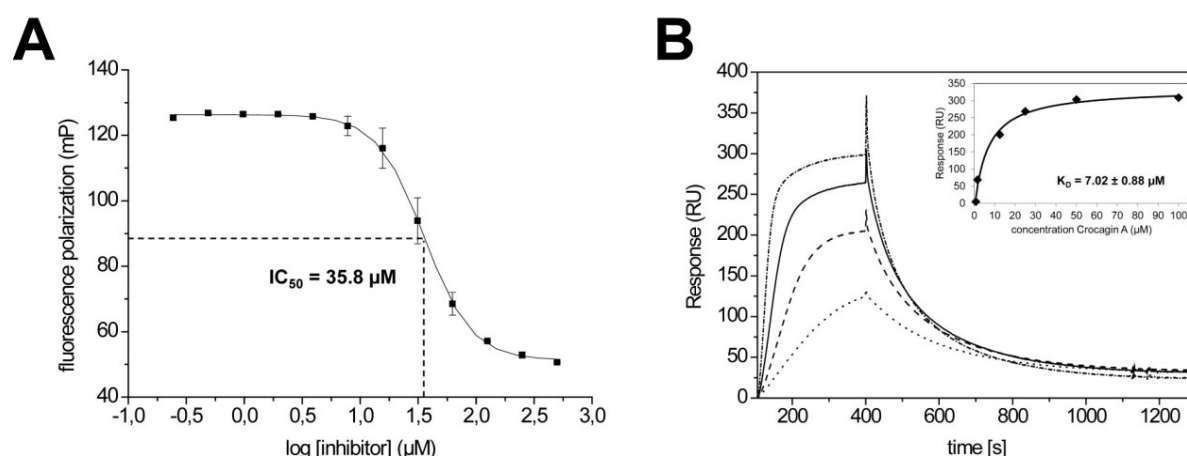 A
140
120
100
80
60
40
fluorescence polarization (mP)
IC50 = 35.8 µM
-1,0 -0,5 0,0 0,5 1,0 1,5 2,0 2,5 3,0
log [inhibitor] (µM)
B
400
350
300
250
200
150
100
50
0
Response (RU)
200 400 600 800 1000 1200
time [s]
350
300
250
200
150
100
50
0
Response (RU)
KD = 7.02 ± 0.88 µM
0 10 20 30 40 50 60 70 80 90 100
concentration Crocagin A (µM)